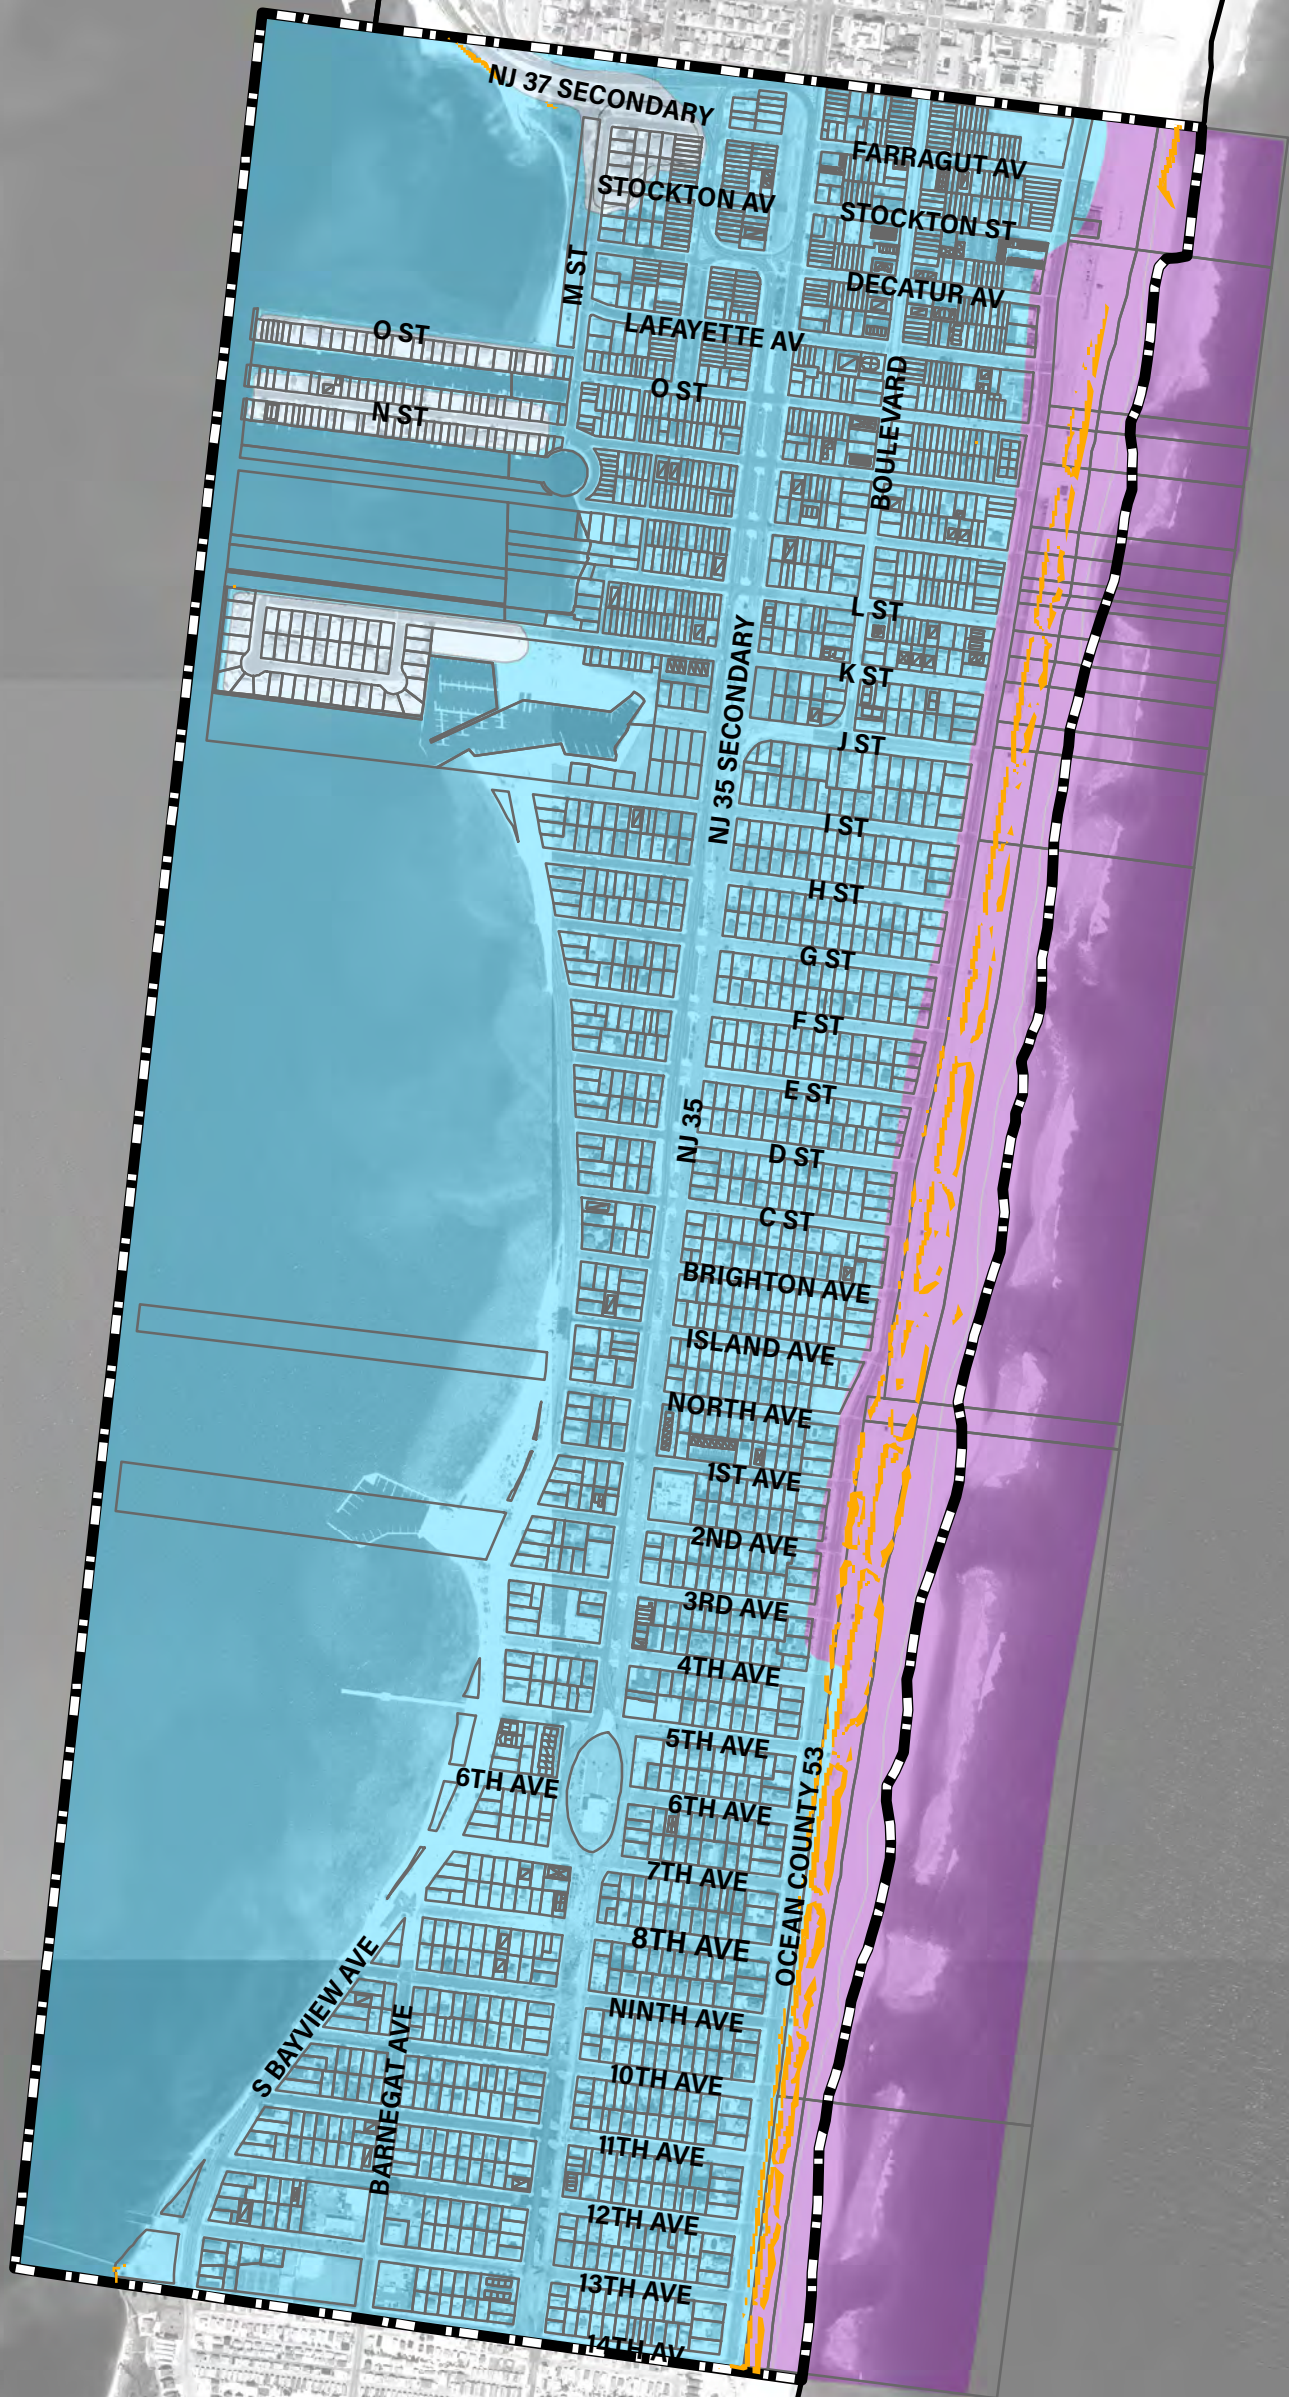 NJ 37 SECONDARY
FARRAGUT AV
STOCKTON AV
STOCKTON ST
M ST
DECATUR AV
O ST
LAFAYETTE AV
O ST
N ST
BOULEVARD
L ST
K ST
NJ 35 SECONDARY
J ST
I ST
H ST
G ST
F ST
E ST
NJ 35
D ST
C ST
BRIGHTON AVE
ISLAND AVE
NORTH AVE
1ST AVE
2ND AVE
3RD AVE
4TH AVE
5TH AVE
6TH AVE
6TH AVE
OCEAN COUNTY 53
7TH AVE
8TH AVE
S BAYVIEW AVE
NINTH AVE
BARNEGAT AVE
10TH AVE
11TH AVE
12TH AVE
13TH AVE
14TH AV